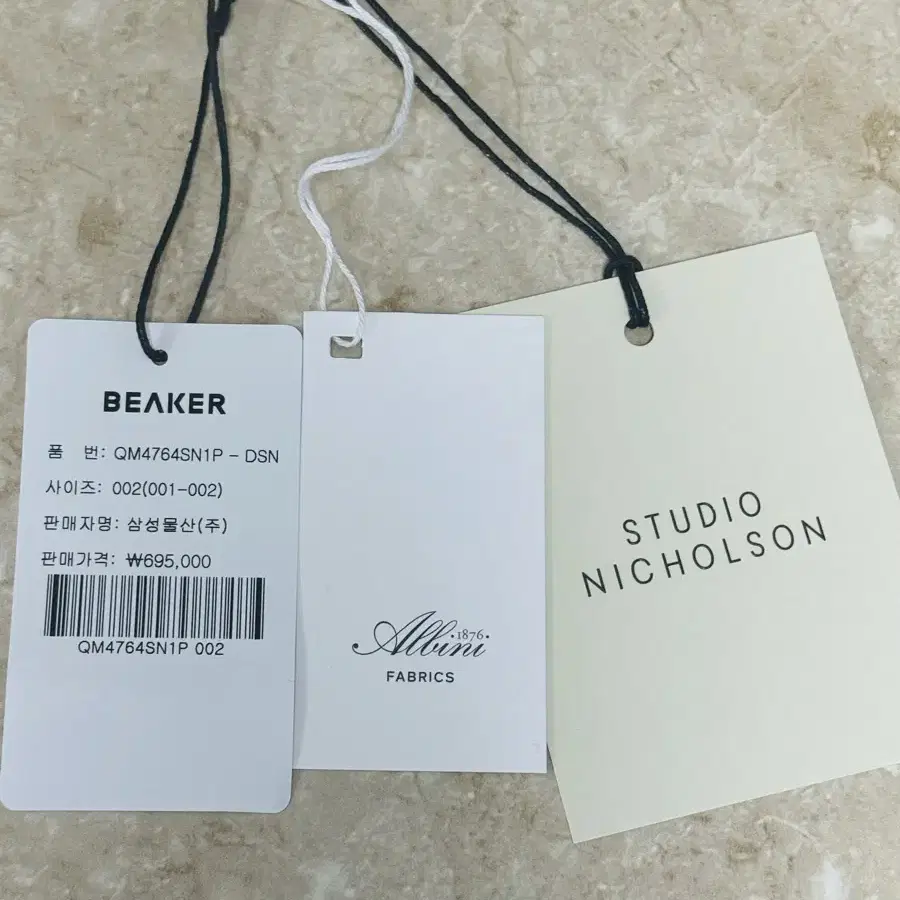 BEAKER
품 번: QM4764SN1P - DSN
사이즈: 002(001-002)
판매자명: 삼성물산(주)
판매가격: ₩695,000
QM4764SN1P 002
Albini
·1876·
FABRICS
STUDIO
NICHOLSON